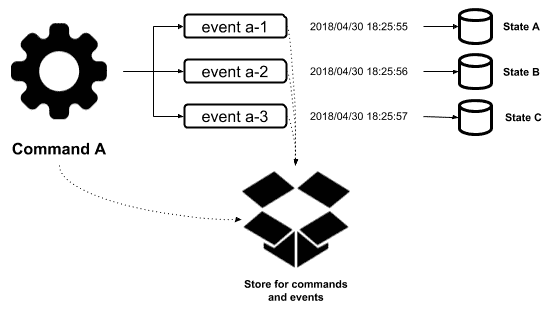 event a-1 2018/04/30 18:25:55 State A
event a-2 2018/04/30 18:25:56 State B
event a-3 2018/04/30 18:25:57 State C
Command A
Store for commands
and events